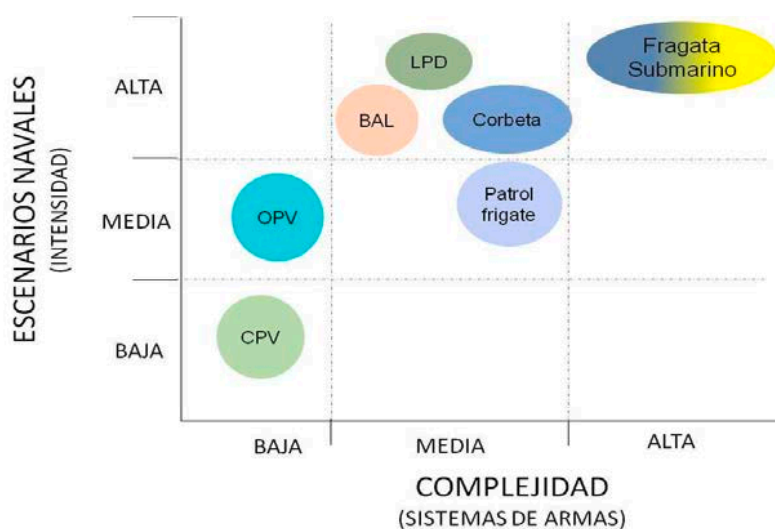 ESCENARIOS NAVALES
(INTENSIDAD)
ALTA
MEDIA
BAJA
LPD
Fragata
Submarino
BAL
Corbeta
OPV
Patrol
frigate
CPV
BAJA
MEDIA
ALTA
COMPLEJIDAD
(SISTEMAS DE ARMAS)